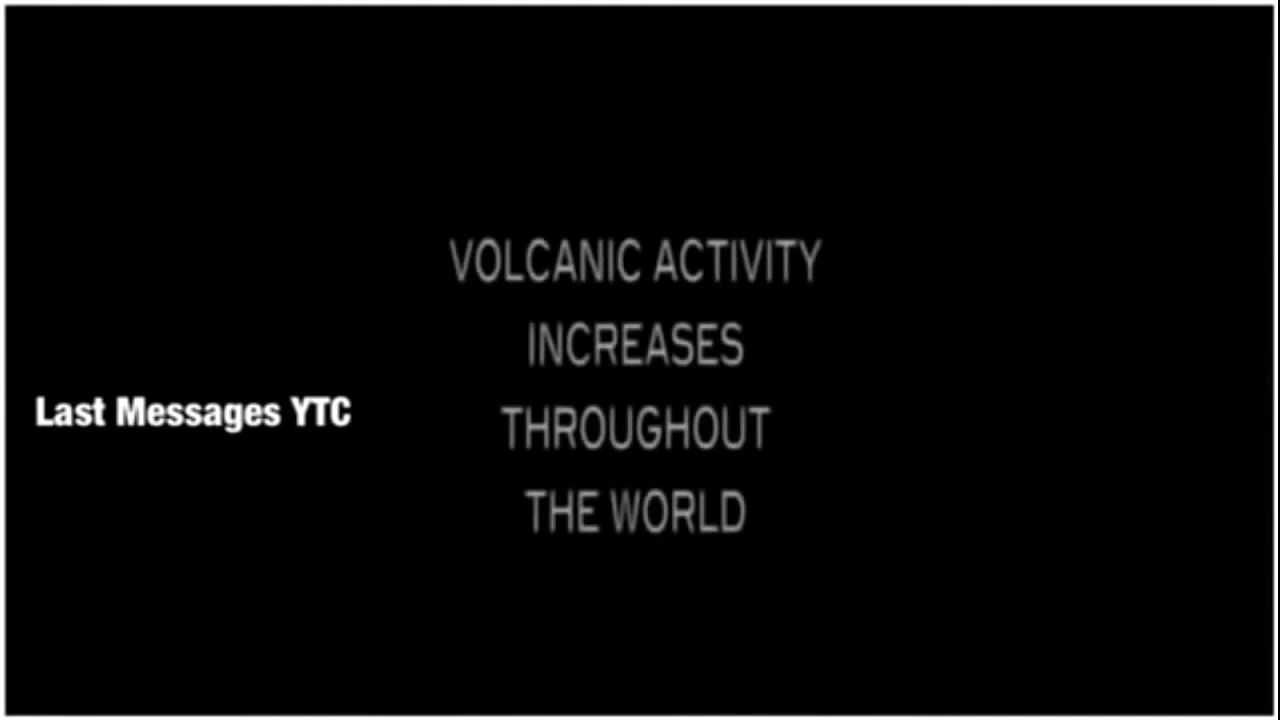 VOLCANIC ACTIVITY
INCREASES
THROUGHOUT
THE WORLD
Last Messages YTC